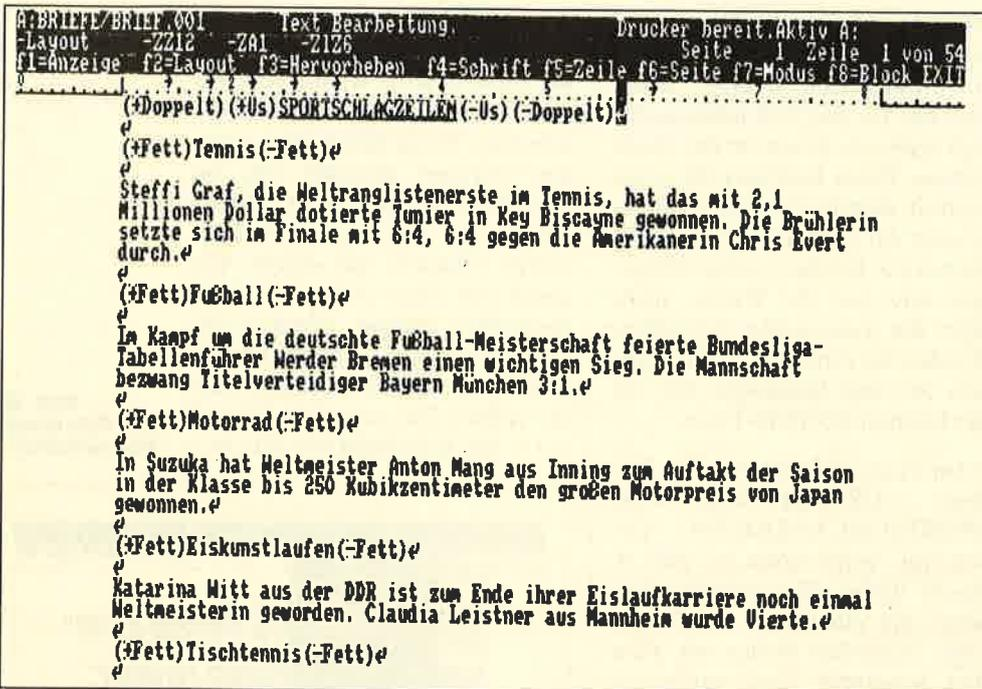 A:BRIEFE/BRIEF.001 Text Bearbeitung. Drucker bereit.Aktiv A:
-Layout -ZZ12 -ZA1 -Z1Z6 Seite 1 Zeile 1 von 54
f1=Anzeige f2=Layout f3=Hervorheben f4=Schrift f5=Zeile f6=Seite f7=Modus f8=Block EXIT
(+Doppelt)(+Us)SPORTSCHLAGZEILEN(-Us)(-Doppelt)
(+Fett)Tennis(-Fett)↵
Steffi Graf, die Weltranglistenerste im Tennis, hat das mit 2,1
Millionen Dollar dotierte Tunier in Key Biscayne gewonnen. Die Brühlerin
setzte sich im Finale mit 6:4, 6:4 gegen die Amerikanerin Chris Evert
durch.↵
(+Fett)Fußball(-Fett)↵
Im Kampf um die deutschte Fußball-Meisterschaft feierte Bundesliga-
Tabellenführer Werder Bremen einen wichtigen Sieg. Die Mannschaft
bezwang Titelverteidiger Bayern München 3:1.↵
(+Fett)Motorrad(-Fett)↵
In Suzuka hat Weltmeister Anton Mang aus Inning zum Auftakt der Saison
in der Klasse bis 250 Kubikzentimeter den großen Motorpreis von Japan
gewonnen.↵
(+Fett)Eiskunstlaufen(-Fett)↵
Katarina Witt aus der DDR ist zum Ende ihrer Eislaufkarriere noch einmal
Weltmeisterin geworden. Claudia Leistner aus Mannheim wurde Vierte.↵
(+Fett)Tischtennis(-Fett)↵